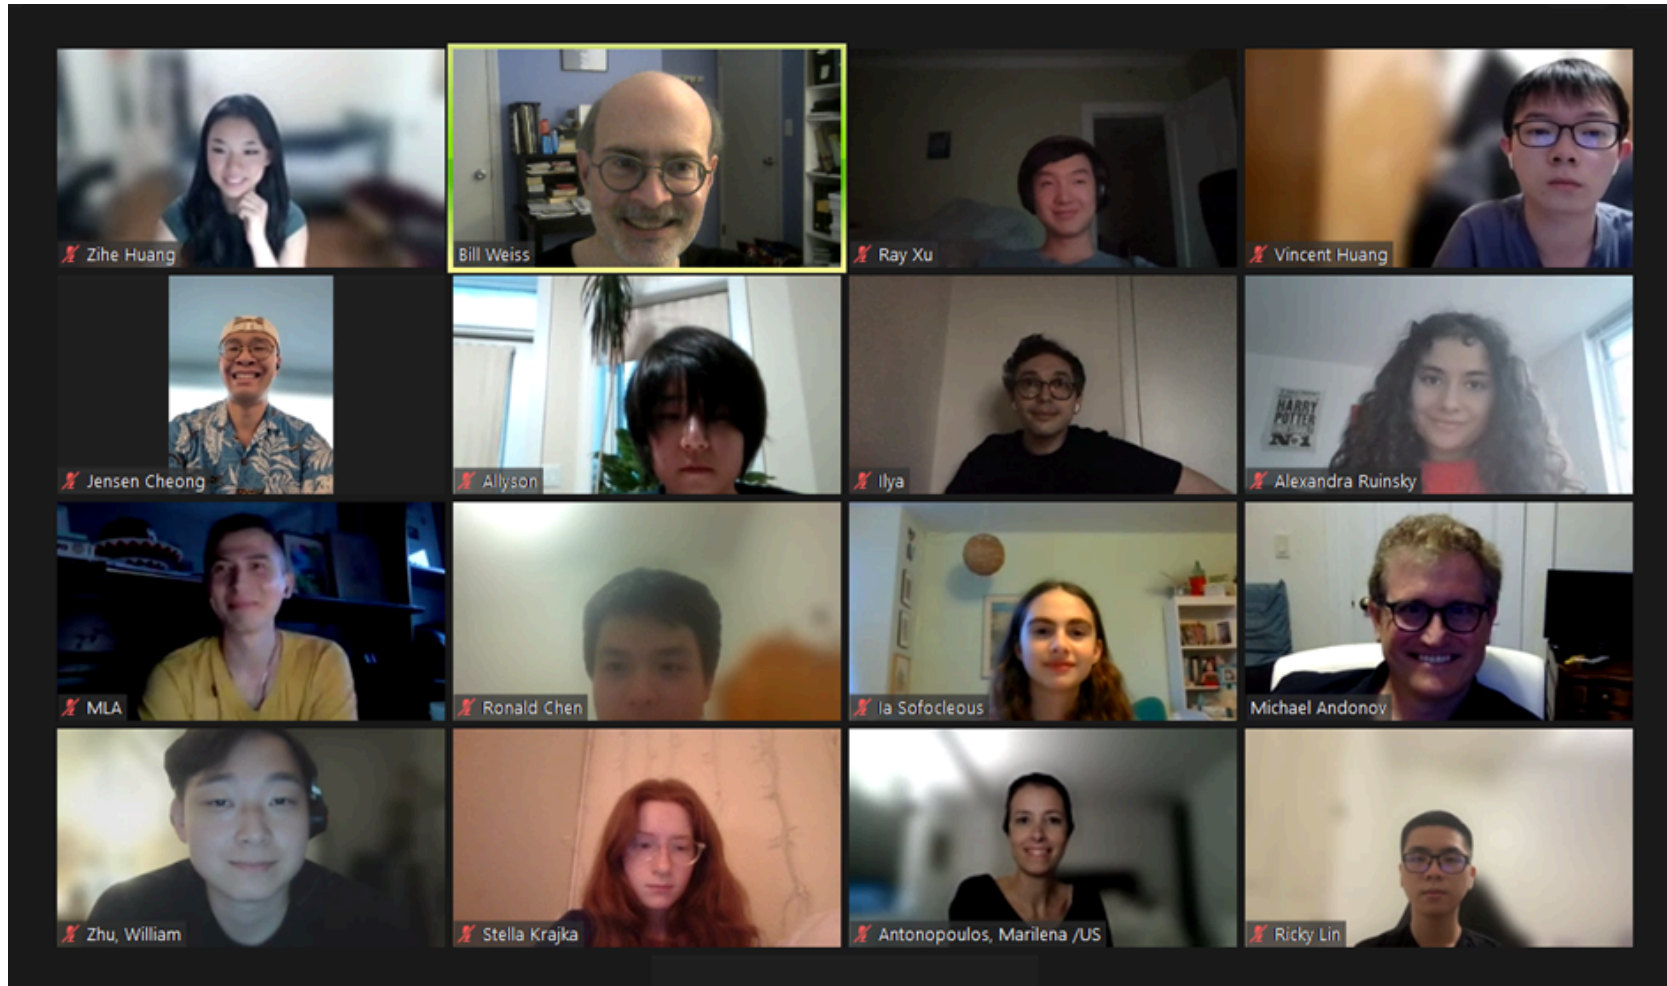 Zihe Huang
Bill Weiss
Ray Xu
Vincent Huang
Jensen Cheong
Allyson
Ilya
HARRY
POTTER
No1
Alexandra Ruinsky
MLA
Ronald Chen
Ia Sofocleous
Michael Andonov
Zhu, William
Stella Krajka
Antonopoulos, Marilena /US
Ricky Lin